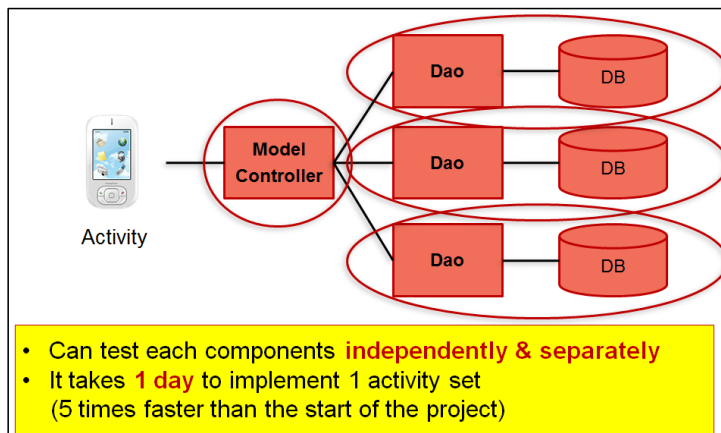 Dao
DB
Model
Controller
Dao
DB
Activity
Dao
DB
• Can test each components independently & separately
• It takes 1 day to implement 1 activity set
(5 times faster than the start of the project)